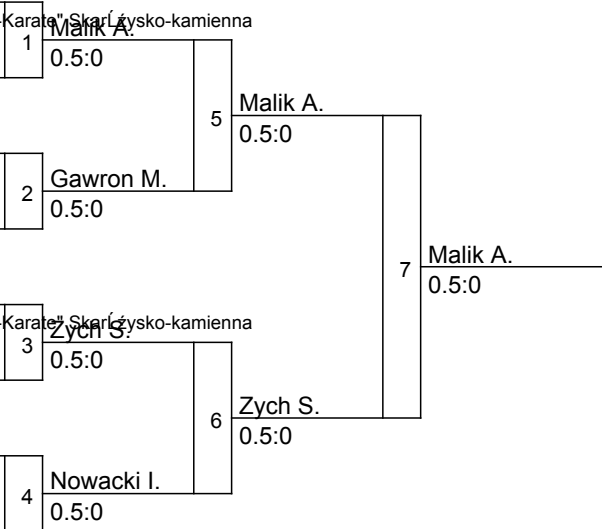 -Karate" SkarĹźysko-kamienna
Malik A.
1
0.5:0
5
Malik A.
0.5:0
2
Gawron M.
0.5:0
7
Malik A.
0.5:0
-Karate" SkarĹźysko-kamienna
Zych S.
3
0.5:0
6
Zych S.
0.5:0
4
Nowacki I.
0.5:0